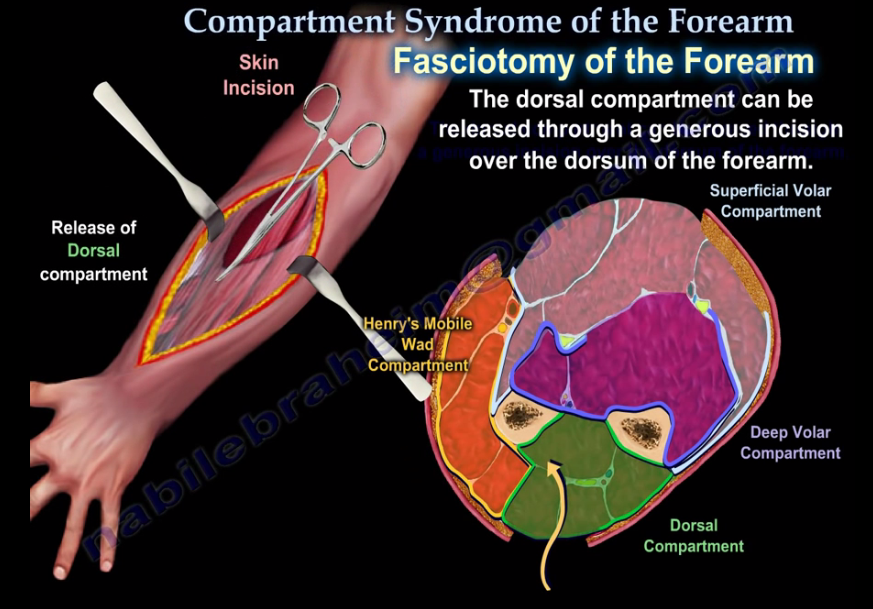 Compartment Syndrome of the Forearm
Fasciotomy of the Forearm
Skin
Incision
The dorsal compartment can be
released through a generous incision
over the dorsum of the forearm.
Superficial Volar
Compartment
Release of
Dorsal
compartment
Henry's Mobile
Wad
Compartment
Deep Volar
Compartment
Dorsal
Compartment
nabilebraheim@gmail.com